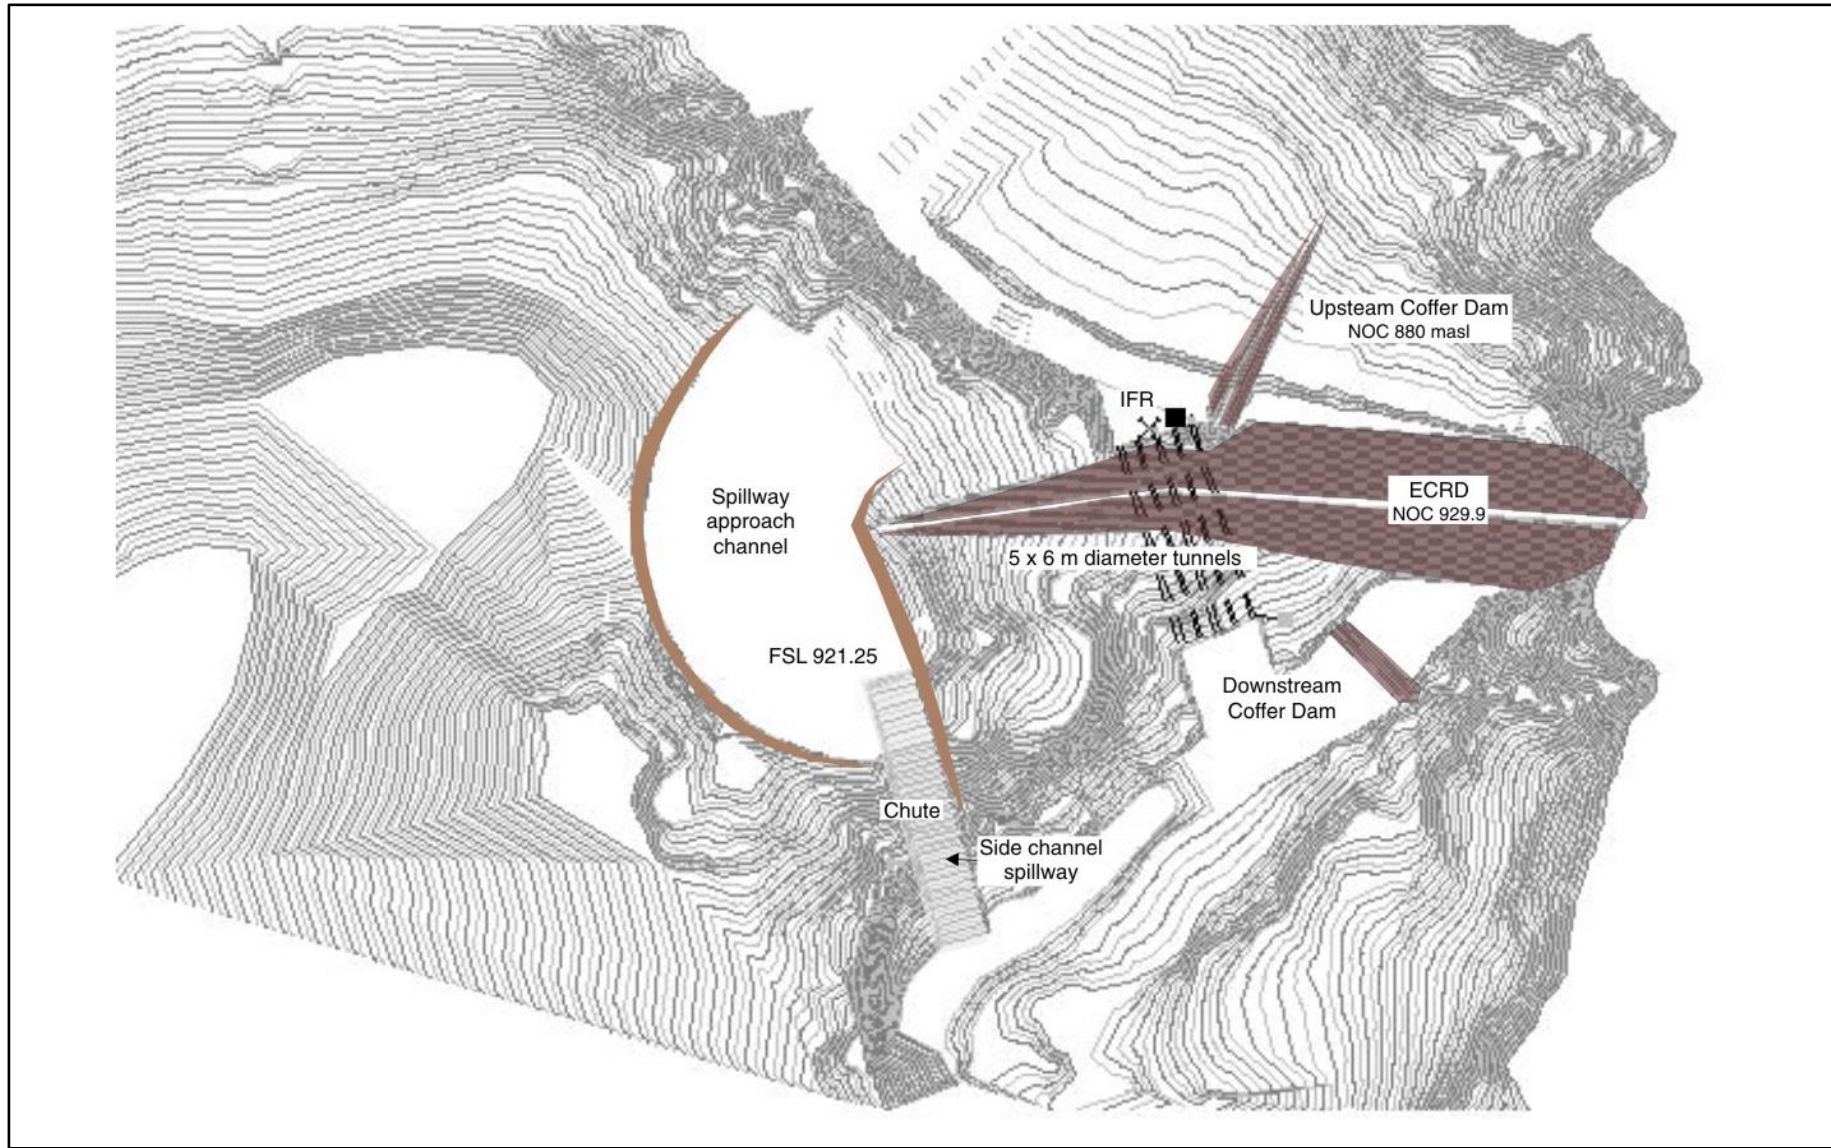 Upsteam Coffer Dam
NOC 880 masl
IFR
Spillway
approach
channel
ECRD
NOC 929.9
5 x 6 m diameter tunnels
FSL 921.25
Downstream
Coffer Dam
Chute
Side channel
spillway